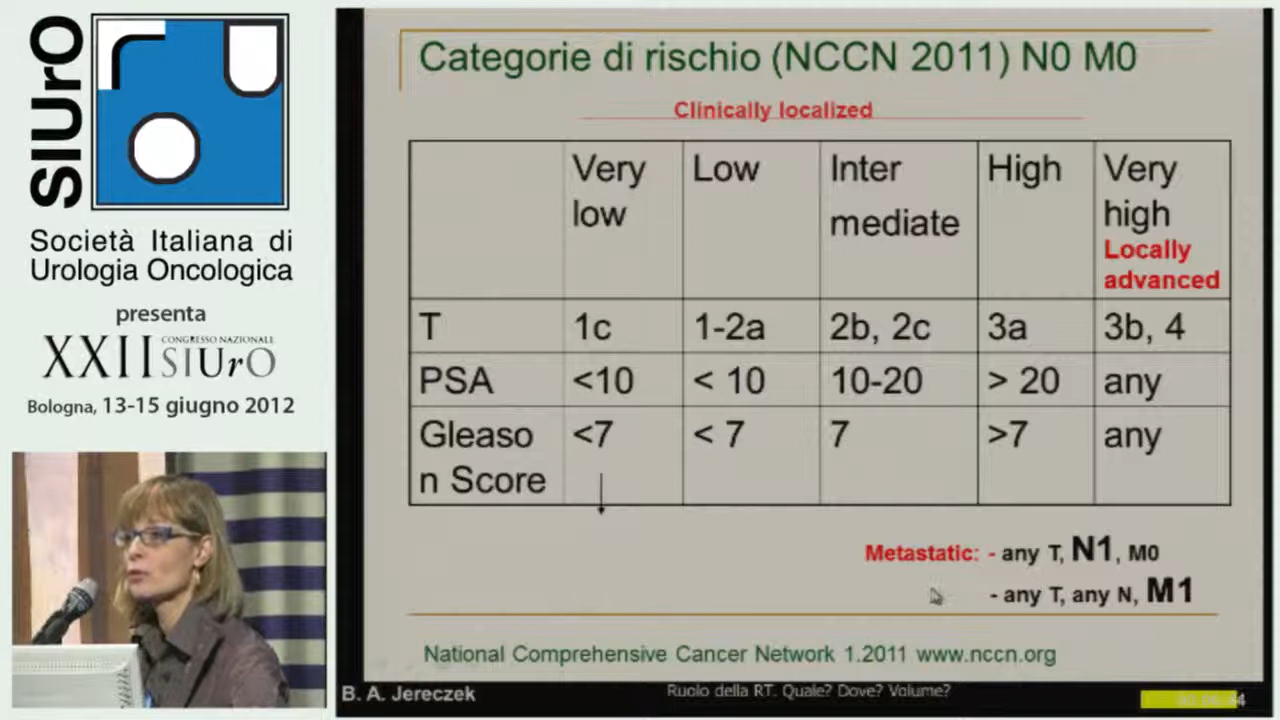 SIUrO
Società Italiana di
Urologia Oncologica
presenta
XXII CONGRESSO NAZIONALE SIUrO
Bologna, 13-15 giugno 2012
Categorie di rischio (NCCN 2011) N0 M0
Clinically localized
Very low Low Inter mediate High Very high Locally advanced
T 1c 1-2a 2b, 2c 3a 3b, 4
PSA <10 < 10 10-20 > 20 any
Gleaso n Score <7 < 7 7 >7 any
Metastatic: - any T, N1, M0
- any T, any N, M1
National Comprehensive Cancer Network 1.2011 www.nccn.org
B. A. Jereczek
Ruolo della RT. Quale? Dove? Volume?